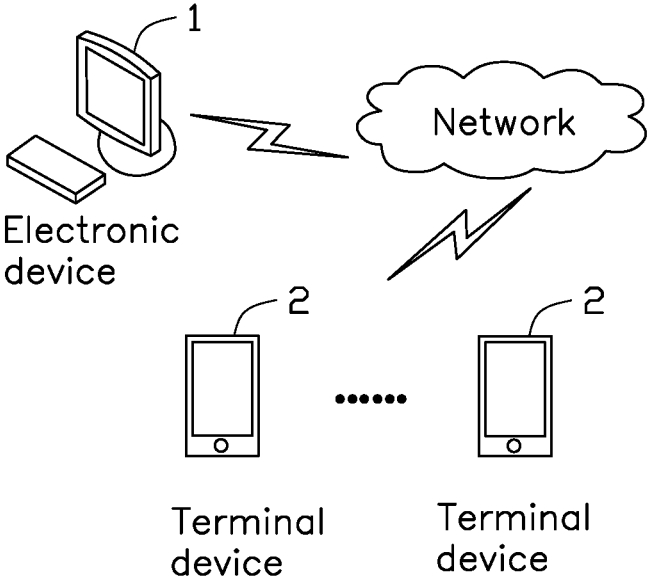 1
Network
Electronic
device
2
2
Terminal
device
Terminal
device